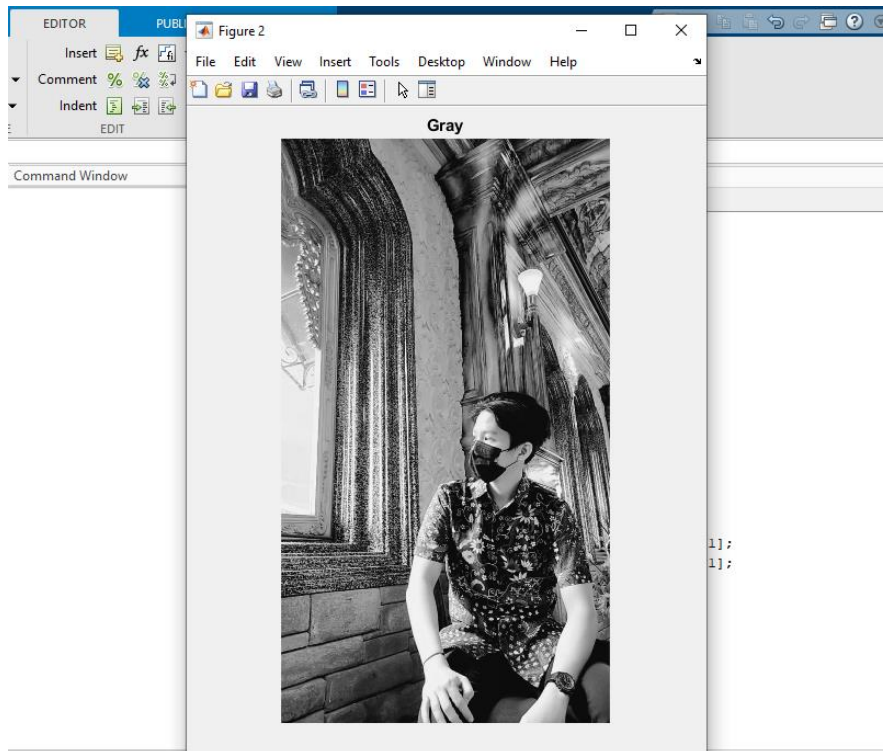 EDITOR
Insert fx
Comment % %
Indent
EDIT
Command Window
Figure 2
File Edit View Insert Tools Desktop Window Help
Gray
1];
1];